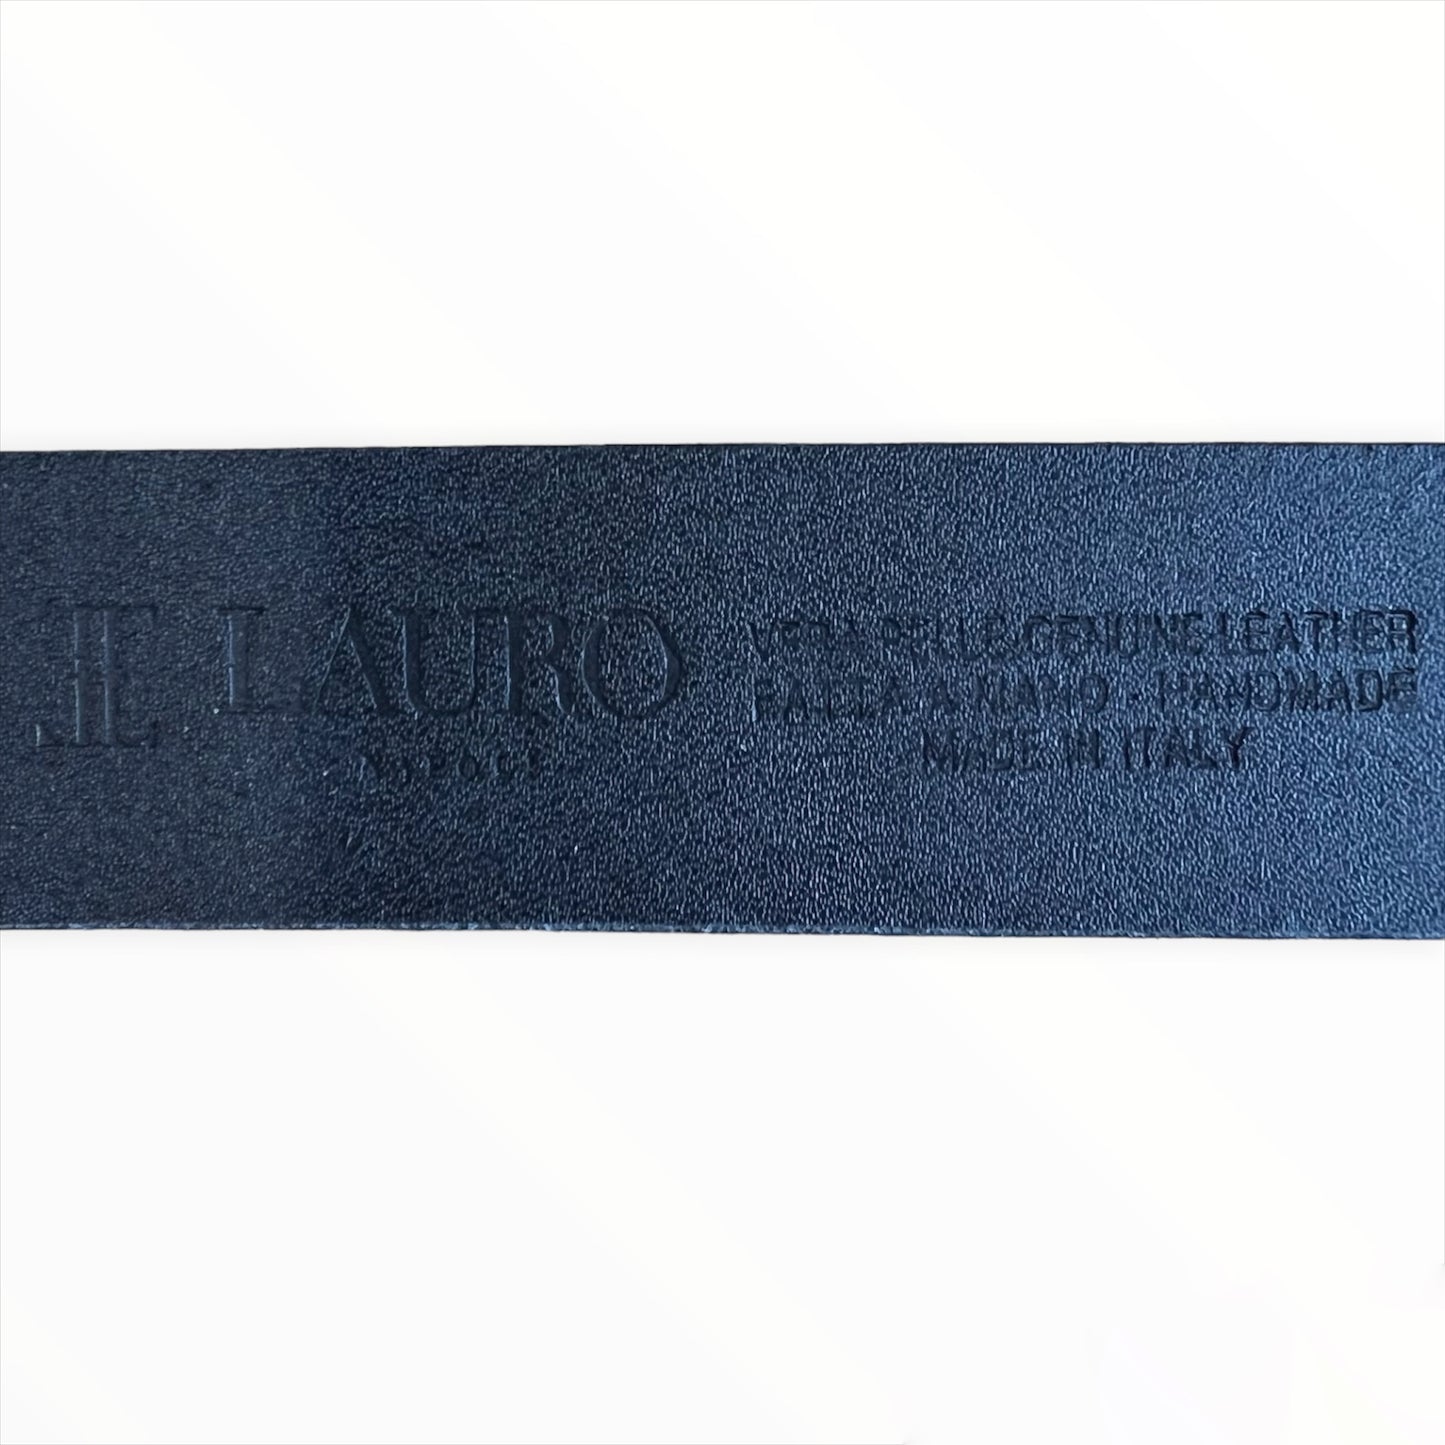 LAURO
VERA PELLE GENUINE LEATHER
FATTA A MANO - HANDMADE
MADE IN ITALY